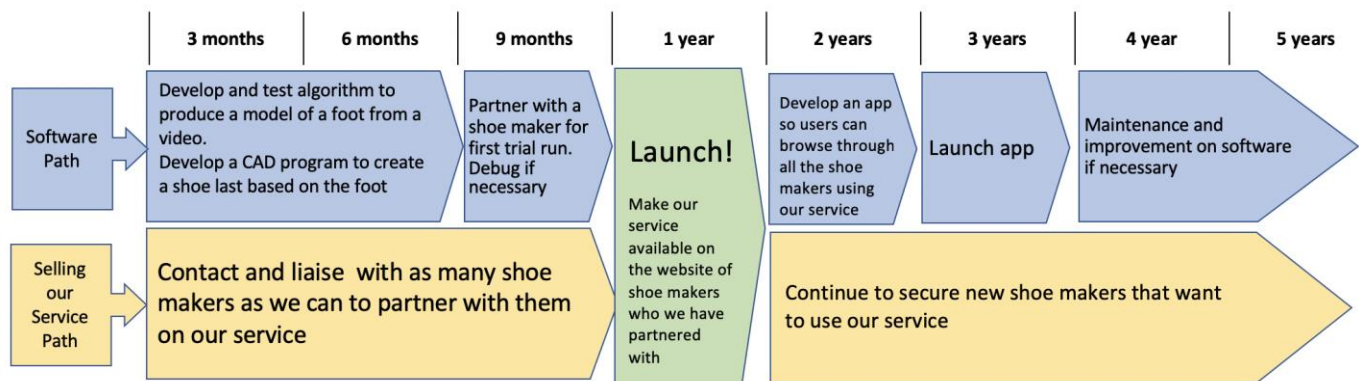 3 months
6 months
9 months
1 year
2 years
3 years
4 year
5 years
Software
Path
Develop and test algorithm to
produce a model of a foot from a
video.
Develop a CAD program to create
a shoe last based on the foot
Partner with a
shoe maker for
first trial run.
Debug if
necessary
Launch!
Make our
service
available on
the website of
shoe makers
who we have
partnered
with
Develop an app
so users can
browse through
all the shoe
makers using
our service
Launch app
Maintenance and
improvement on software
if necessary
Selling
our
Service
Path
Contact and liaise with as many shoe
makers as we can to partner with them
on our service
Continue to secure new shoe makers that want
to use our service